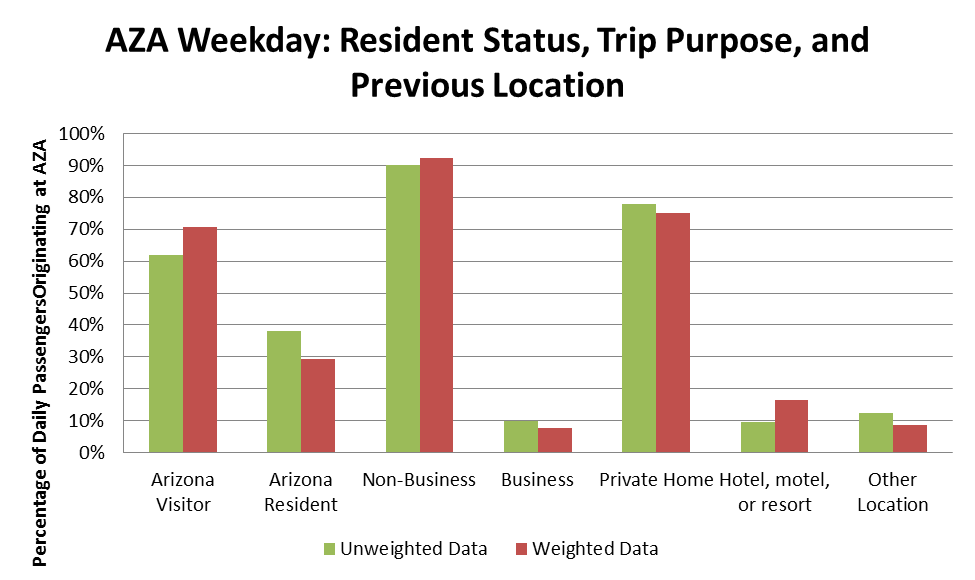 AZA Weekday: Resident Status, Trip Purpose, and
Previous Location
Percentage of Daily PassengersOriginating at AZA
100%
90%
80%
70%
60%
50%
40%
30%
20%
10%
0%
Arizona
Visitor
Arizona
Resident
Non-Business
Business
Private Home
Hotel, motel,
or resort
Other
Location
Unweighted Data
Weighted Data